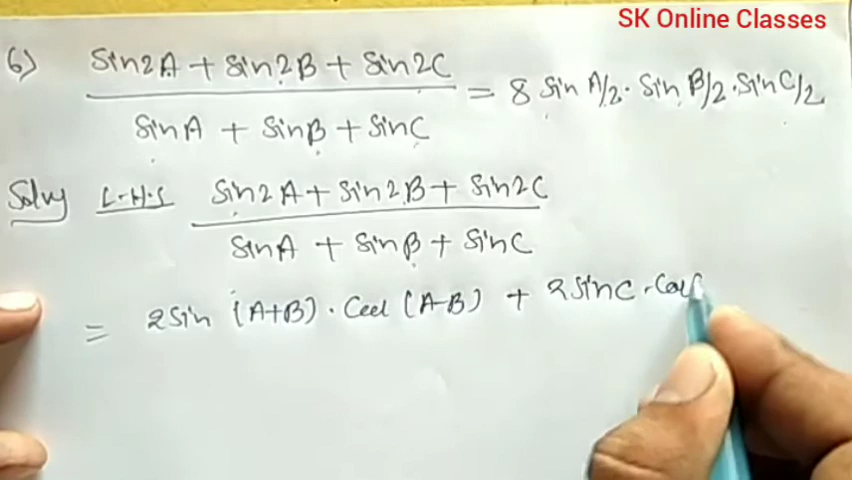 SK Online Classes
6) Sin2A + Sin2B + Sin2C
SinA + SinB + SinC
= 8 Sin A/2 . Sin B/2 . Sin C/2
Solu L.H.S Sin2A + Sin2B + Sin2C
SinA + SinB + SinC
= 2Sin (A+B) . Cos (A-B) + 2SinC . Cos